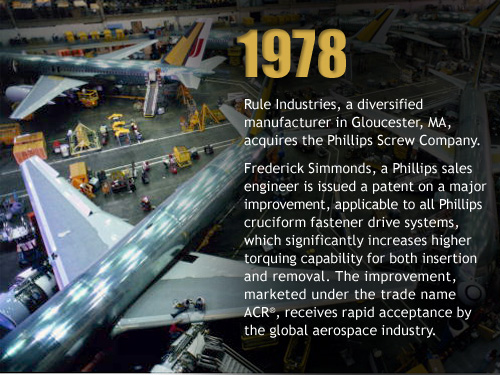 1978
Rule Industries, a diversified
manufacturer in Gloucester, MA,
acquires the Phillips Screw Company.
Frederick Simmonds, a Phillips sales
engineer is issued a patent on a major
improvement, applicable to all Phillips
cruciform fastener drive systems,
which significantly increases higher
torquing capability for both insertion
and removal. The improvement,
marketed under the trade name
ACR®, receives rapid acceptance by
the global aerospace industry.